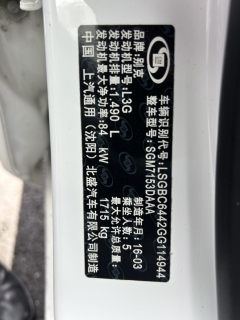 品牌:别克
车辆识别代号:LSGBC6442GG114944
整车型号:SGM7153DAAA
发动机型号:L3G
发动机排量:1,490 L
发动机最大净功率:84 kW
制造年月:16-03
乘坐人数:5
最大允许总质量:1715 kg
中国 上汽通用(沈阳)北盛汽车有限公司制造